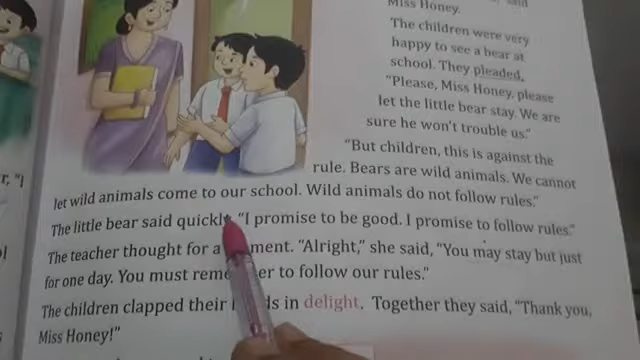 said
Miss Honey.
The children were very
happy to see a bear at
school. They pleaded,
"Please, Miss Honey, please
let the little bear stay. We are
sure he won't trouble us."
"But children, this is against the
rule. Bears are wild animals. We cannot
let wild animals come to our school. Wild animals do not follow rules."
The little bear said quickly, "I promise to be good. I promise to follow rules."
The teacher thought for a moment. "Alright," she said, "You may stay but just
for one day. You must remember to follow our rules."
The children clapped their hands in delight. Together they said, "Thank you,
Miss Honey!"